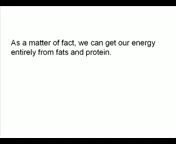 As a matter of fact, we can get our energy
entirely from fats and protein.